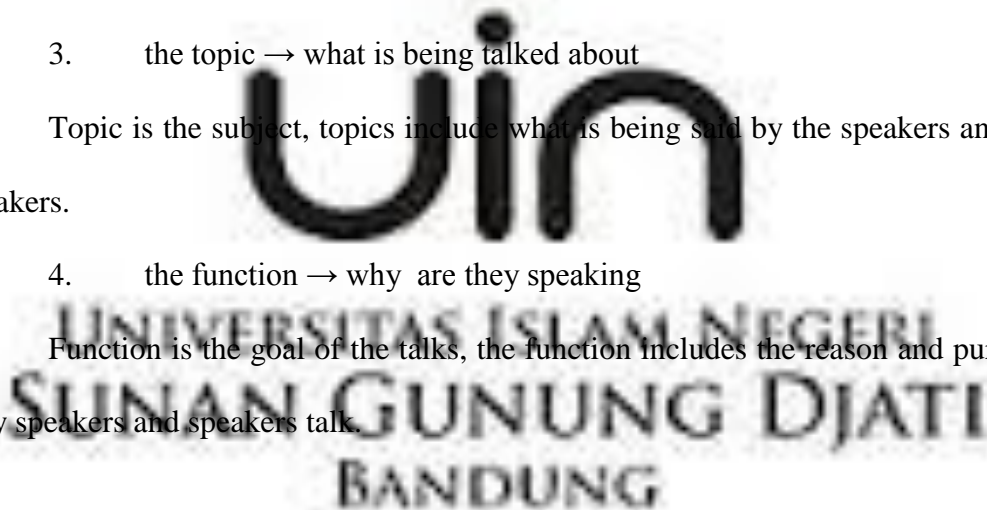 3. the topic → what is being talked about
uin
Topic is the subject, topics include what is being said by the speakers
akers.
4. the function → why are they speaking
UNIVERSITAS ISLAM NEGERI
Function is the goal of the talks, the function includes the reason and
SUNAN GUNUNG DJATI
speakers and speakers talk.
BANDUNG